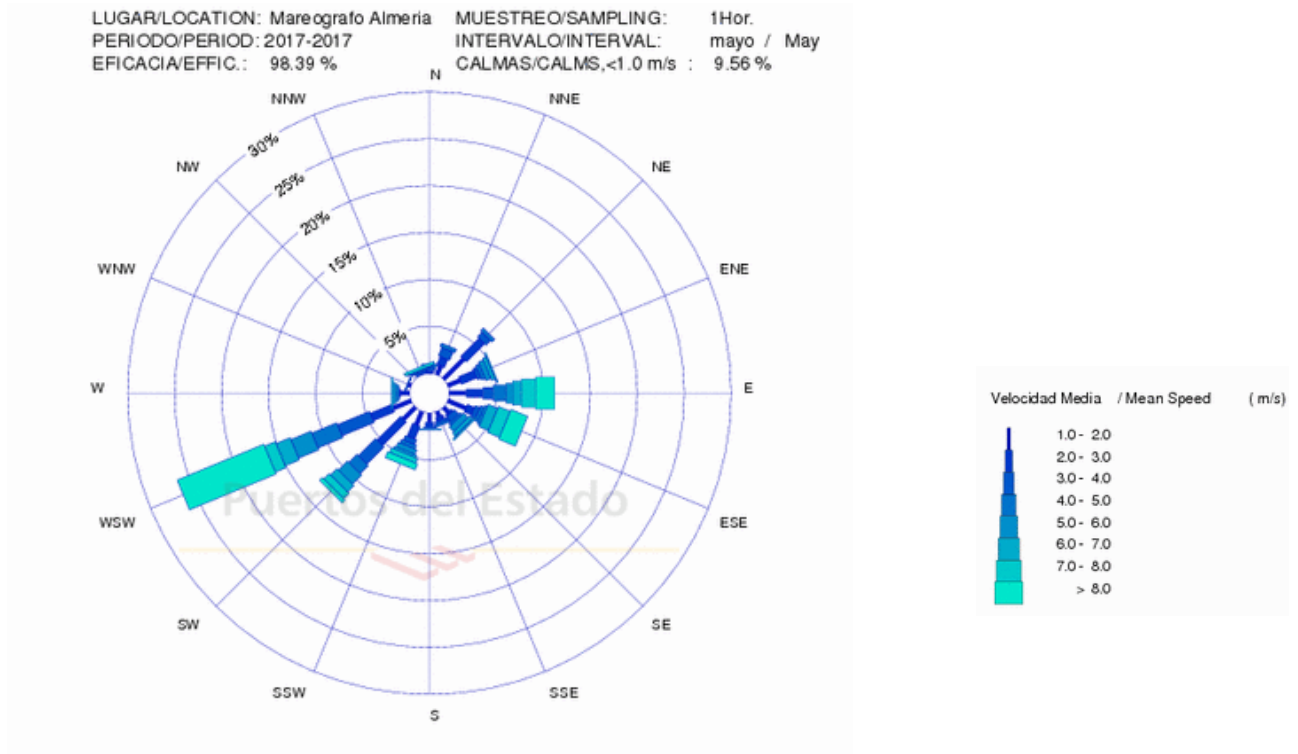 LUGAR/LOCATION: Mareografo Almeria MUESTREO/SAMPLING: 1Hor.
PERIODO/PERIOD: 2017-2017 INTERVALO/INTERVAL: mayo / May
EFICACIA/EFFIC.: 98.39 % CALMAS/CALMS,<1.0 m/s : 9.56 %
N
NNW NNE
30%
NW NE
25%
20%
15%
WNW ENE
10%
5%
W E
Velocidad Media / Mean Speed ( m/s)
1.0 - 2.0
2.0 - 3.0
3.0 - 4.0
4.0 - 5.0
5.0 - 6.0
6.0 - 7.0
7.0 - 8.0
> 8.0
Puertos del Estado
WSW ESE
SW SE
SSW SSE
S